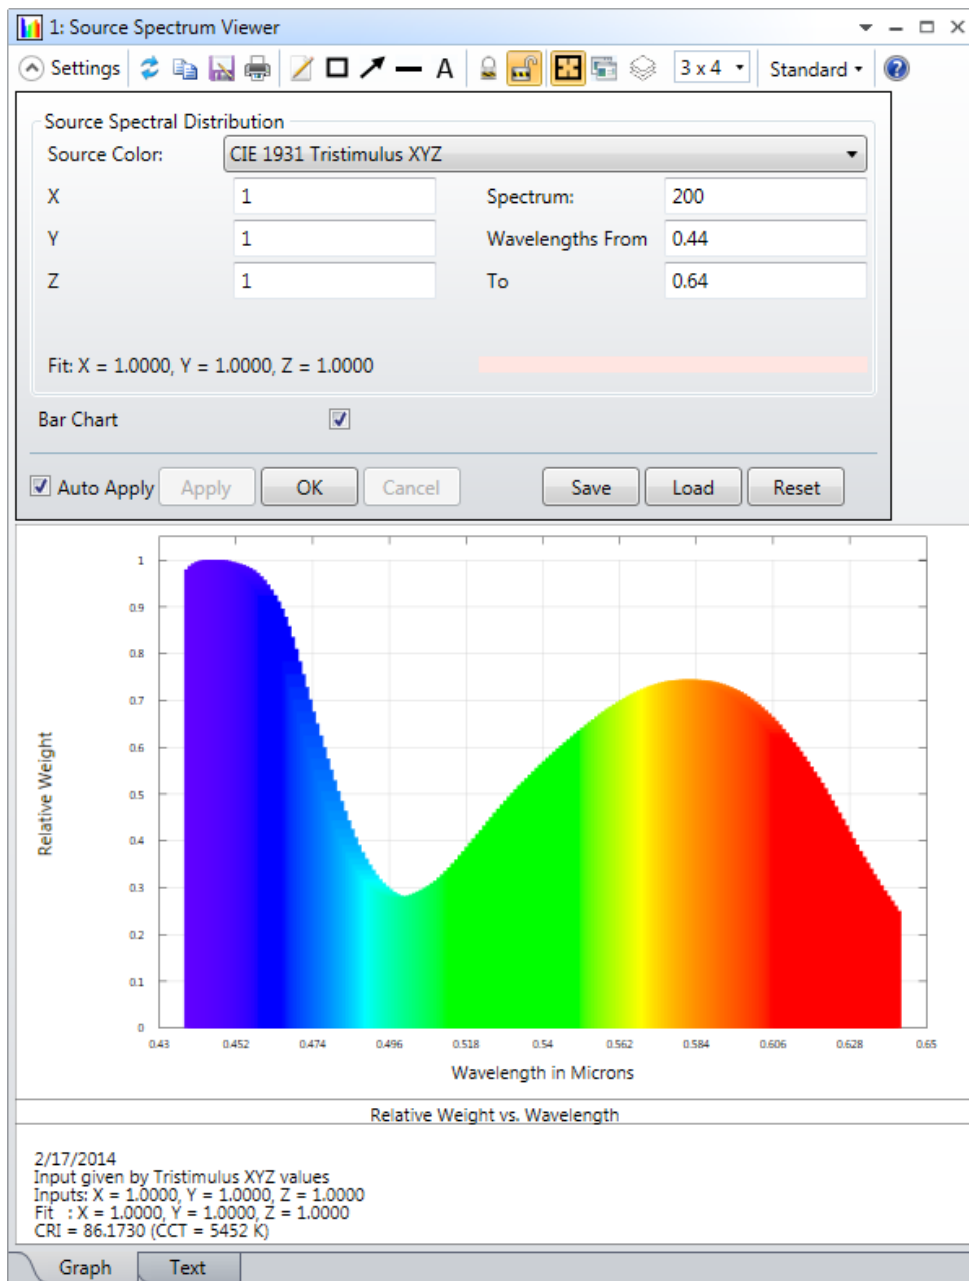 1: Source Spectrum Viewer
Settings A 3 x 4 Standard ?
Source Spectral Distribution
Source Color: CIE 1931 Tristimulus XYZ
X 1 Spectrum: 200
Y 1 Wavelengths From 0.44
Z 1 To 0.64
Fit: X = 1.0000, Y = 1.0000, Z = 1.0000
Bar Chart
Auto Apply Apply OK Cancel Save Load Reset
1
0.9
0.8
0.7
0.6
0.5
0.4
0.3
0.2
0.1
0
Relative Weight
0.43 0.452 0.474 0.496 0.518 0.54 0.562 0.584 0.606 0.628 0.65
Wavelength in Microns
Relative Weight vs. Wavelength
2/17/2014
Input given by Tristimulus XYZ values
Inputs: X = 1.0000, Y = 1.0000, Z = 1.0000
Fit : X = 1.0000, Y = 1.0000, Z = 1.0000
CRI = 86.1730 (CCT = 5452 K)
Graph Text